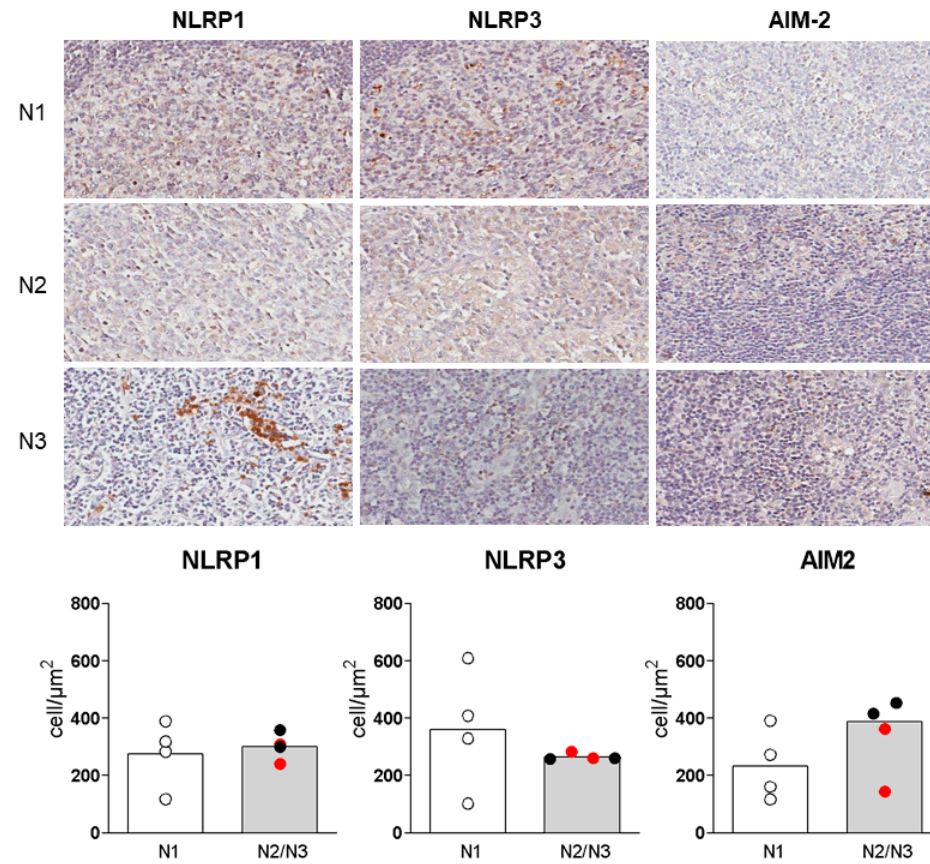 NLRP1 NLRP3 AIM-2
N1
N2
N3
NLRP1 NLRP3 AIM2
800 800 800
600 600 600
400 400 400
200 200 200
0 0 0
cell/µm² cell/µm² cell/µm²
N1 N2/N3 N1 N2/N3 N1 N2/N3